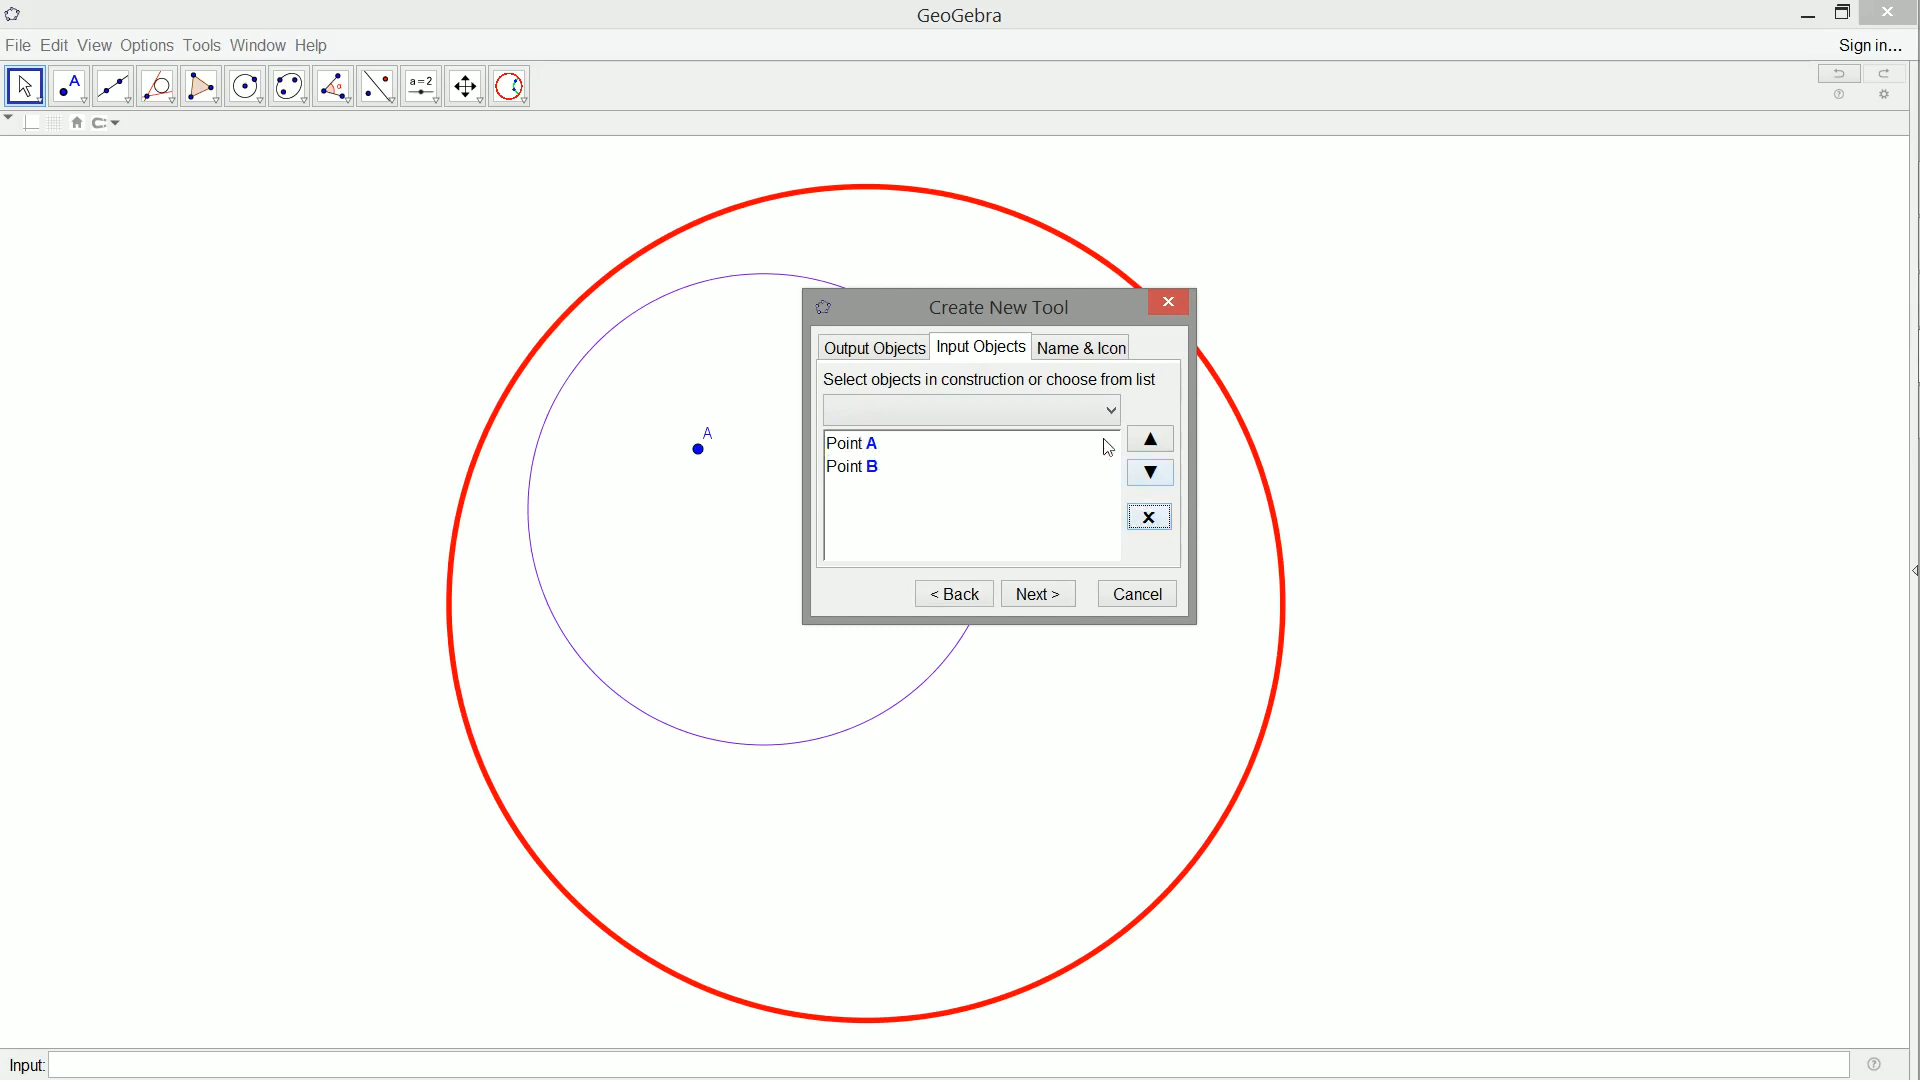 GeoGebra
File Edit View Options Tools Window Help
Sign in...
A
α
a=2
Create New Tool
Output Objects Input Objects Name & Icon
Select objects in construction or choose from list
A
Point A
Point B
x
< Back Next > Cancel
Input: